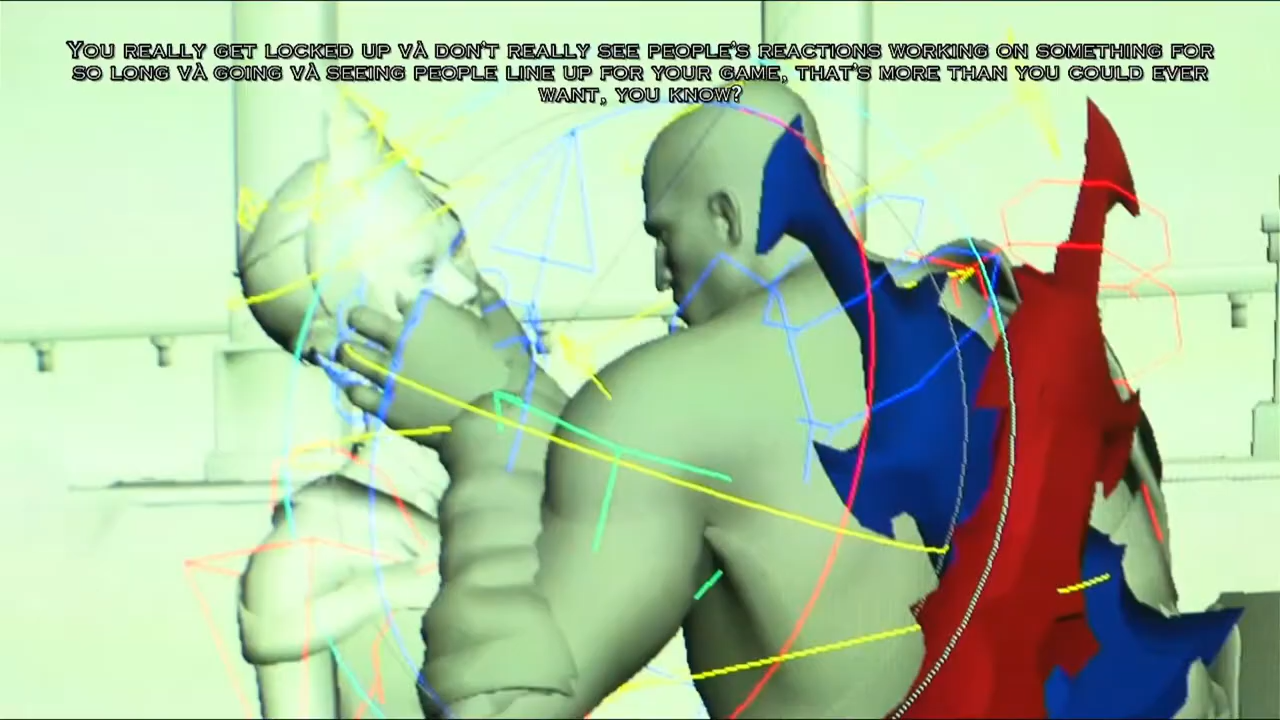 You really get locked up và don't really see people's reactions working on something for
so long và going và seeing people line up for your game, that's more than you could ever
want, you know?